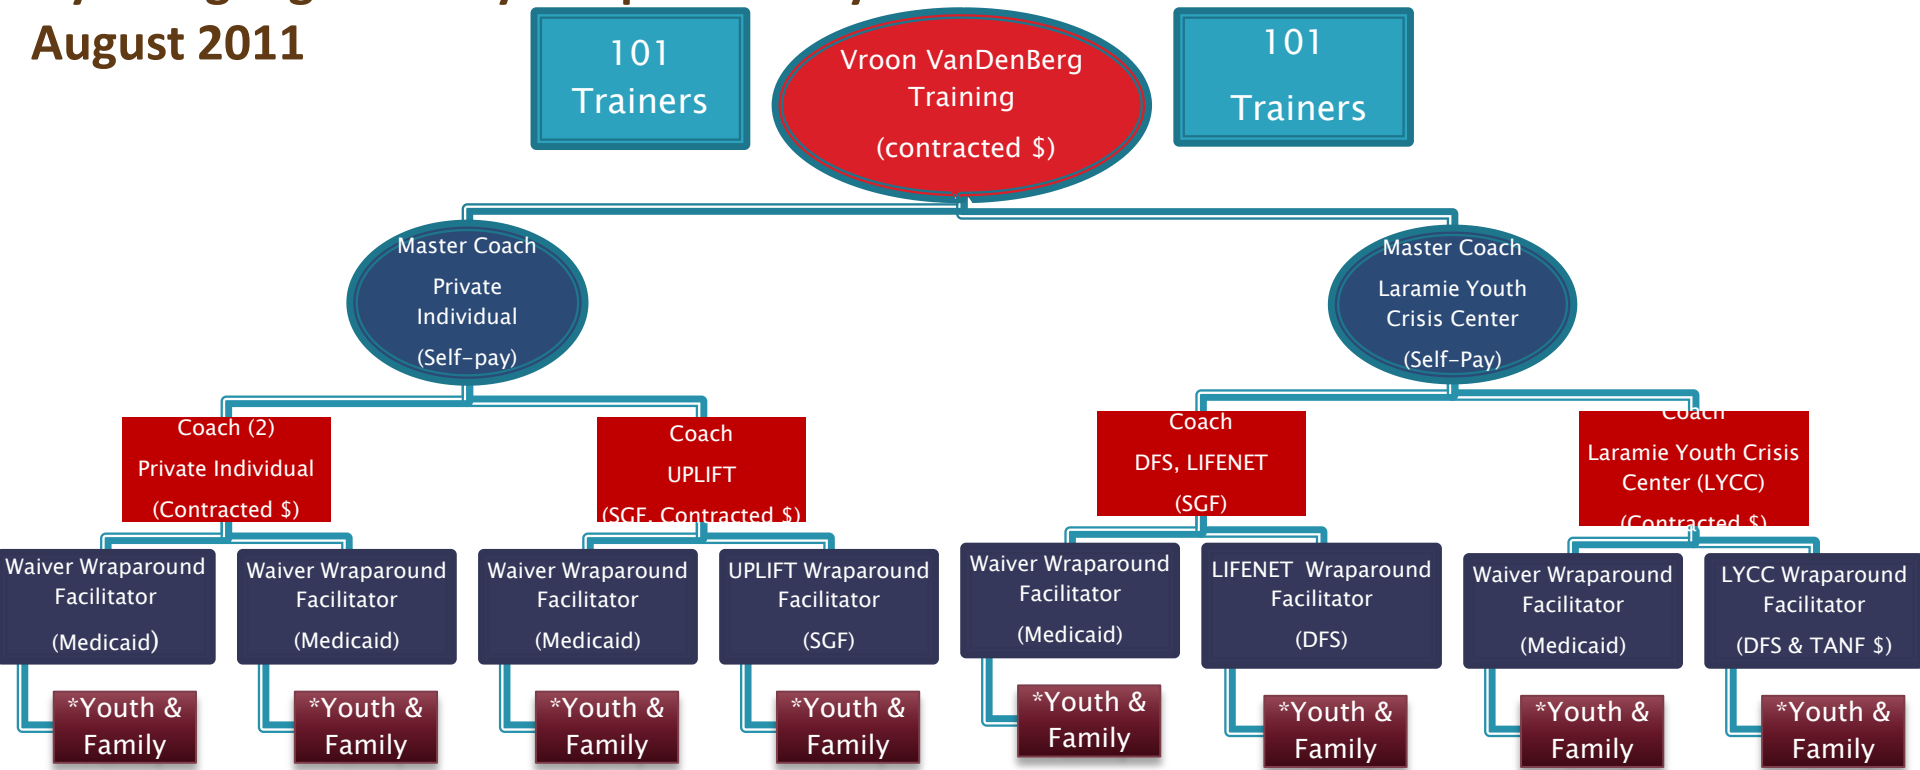 August 2011
101
Trainers
Vroon VanDenBerg
Training
(contracted $)
101
Trainers
Master Coach
Private
Individual
(Self-pay)
Master Coach
Laramie Youth
Crisis Center
(Self-Pay)
Coach (2)
Private Individual
(Contracted $)
Coach
UPLIFT
(SGF, Contracted $)
Coach
DFS, LIFENET
(SGF)
Coach
Laramie Youth Crisis
Center (LYCC)
(Contracted $)
Waiver Wraparound
Facilitator
(Medicaid)
Waiver Wraparound
Facilitator
(Medicaid)
Waiver Wraparound
Facilitator
(Medicaid)
UPLIFT Wraparound
Facilitator
(SGF)
Waiver Wraparound
Facilitator
(Medicaid)
LIFENET Wraparound
Facilitator
(DFS)
Waiver Wraparound
Facilitator
(Medicaid)
LYCC Wraparound
Facilitator
(DFS & TANF $)
*Youth &
Family
*Youth &
Family
*Youth &
Family
*Youth &
Family
*Youth &
Family
*Youth &
Family
*Youth &
Family
*Youth &
Family